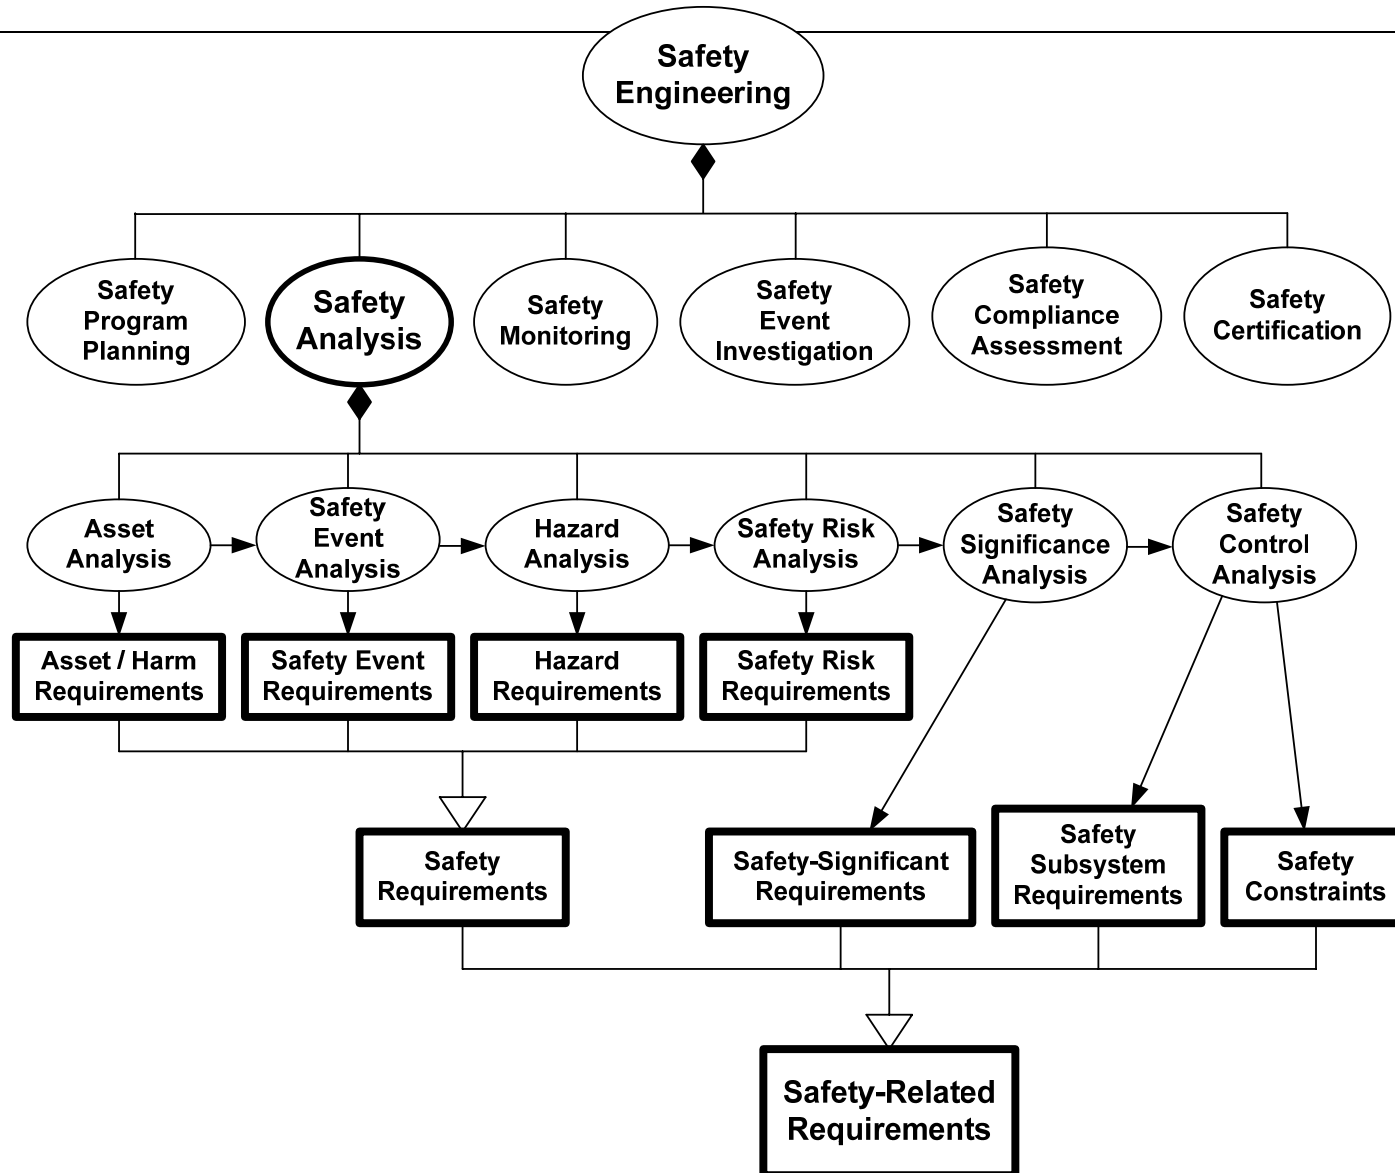 Safety
Engineering
Safety
Program
Planning
Safety
Analysis
Safety
Monitoring
Safety
Event
Investigation
Safety
Compliance
Assessment
Safety
Certification
Asset
Analysis
Safety
Event
Analysis
Hazard
Analysis
Safety Risk
Analysis
Safety
Significance
Analysis
Safety
Control
Analysis
Asset / Harm
Requirements
Safety Event
Requirements
Hazard
Requirements
Safety Risk
Requirements
Safety
Requirements
Safety-Significant
Requirements
Safety
Subsystem
Requirements
Safety
Constraints
Safety-Related
Requirements